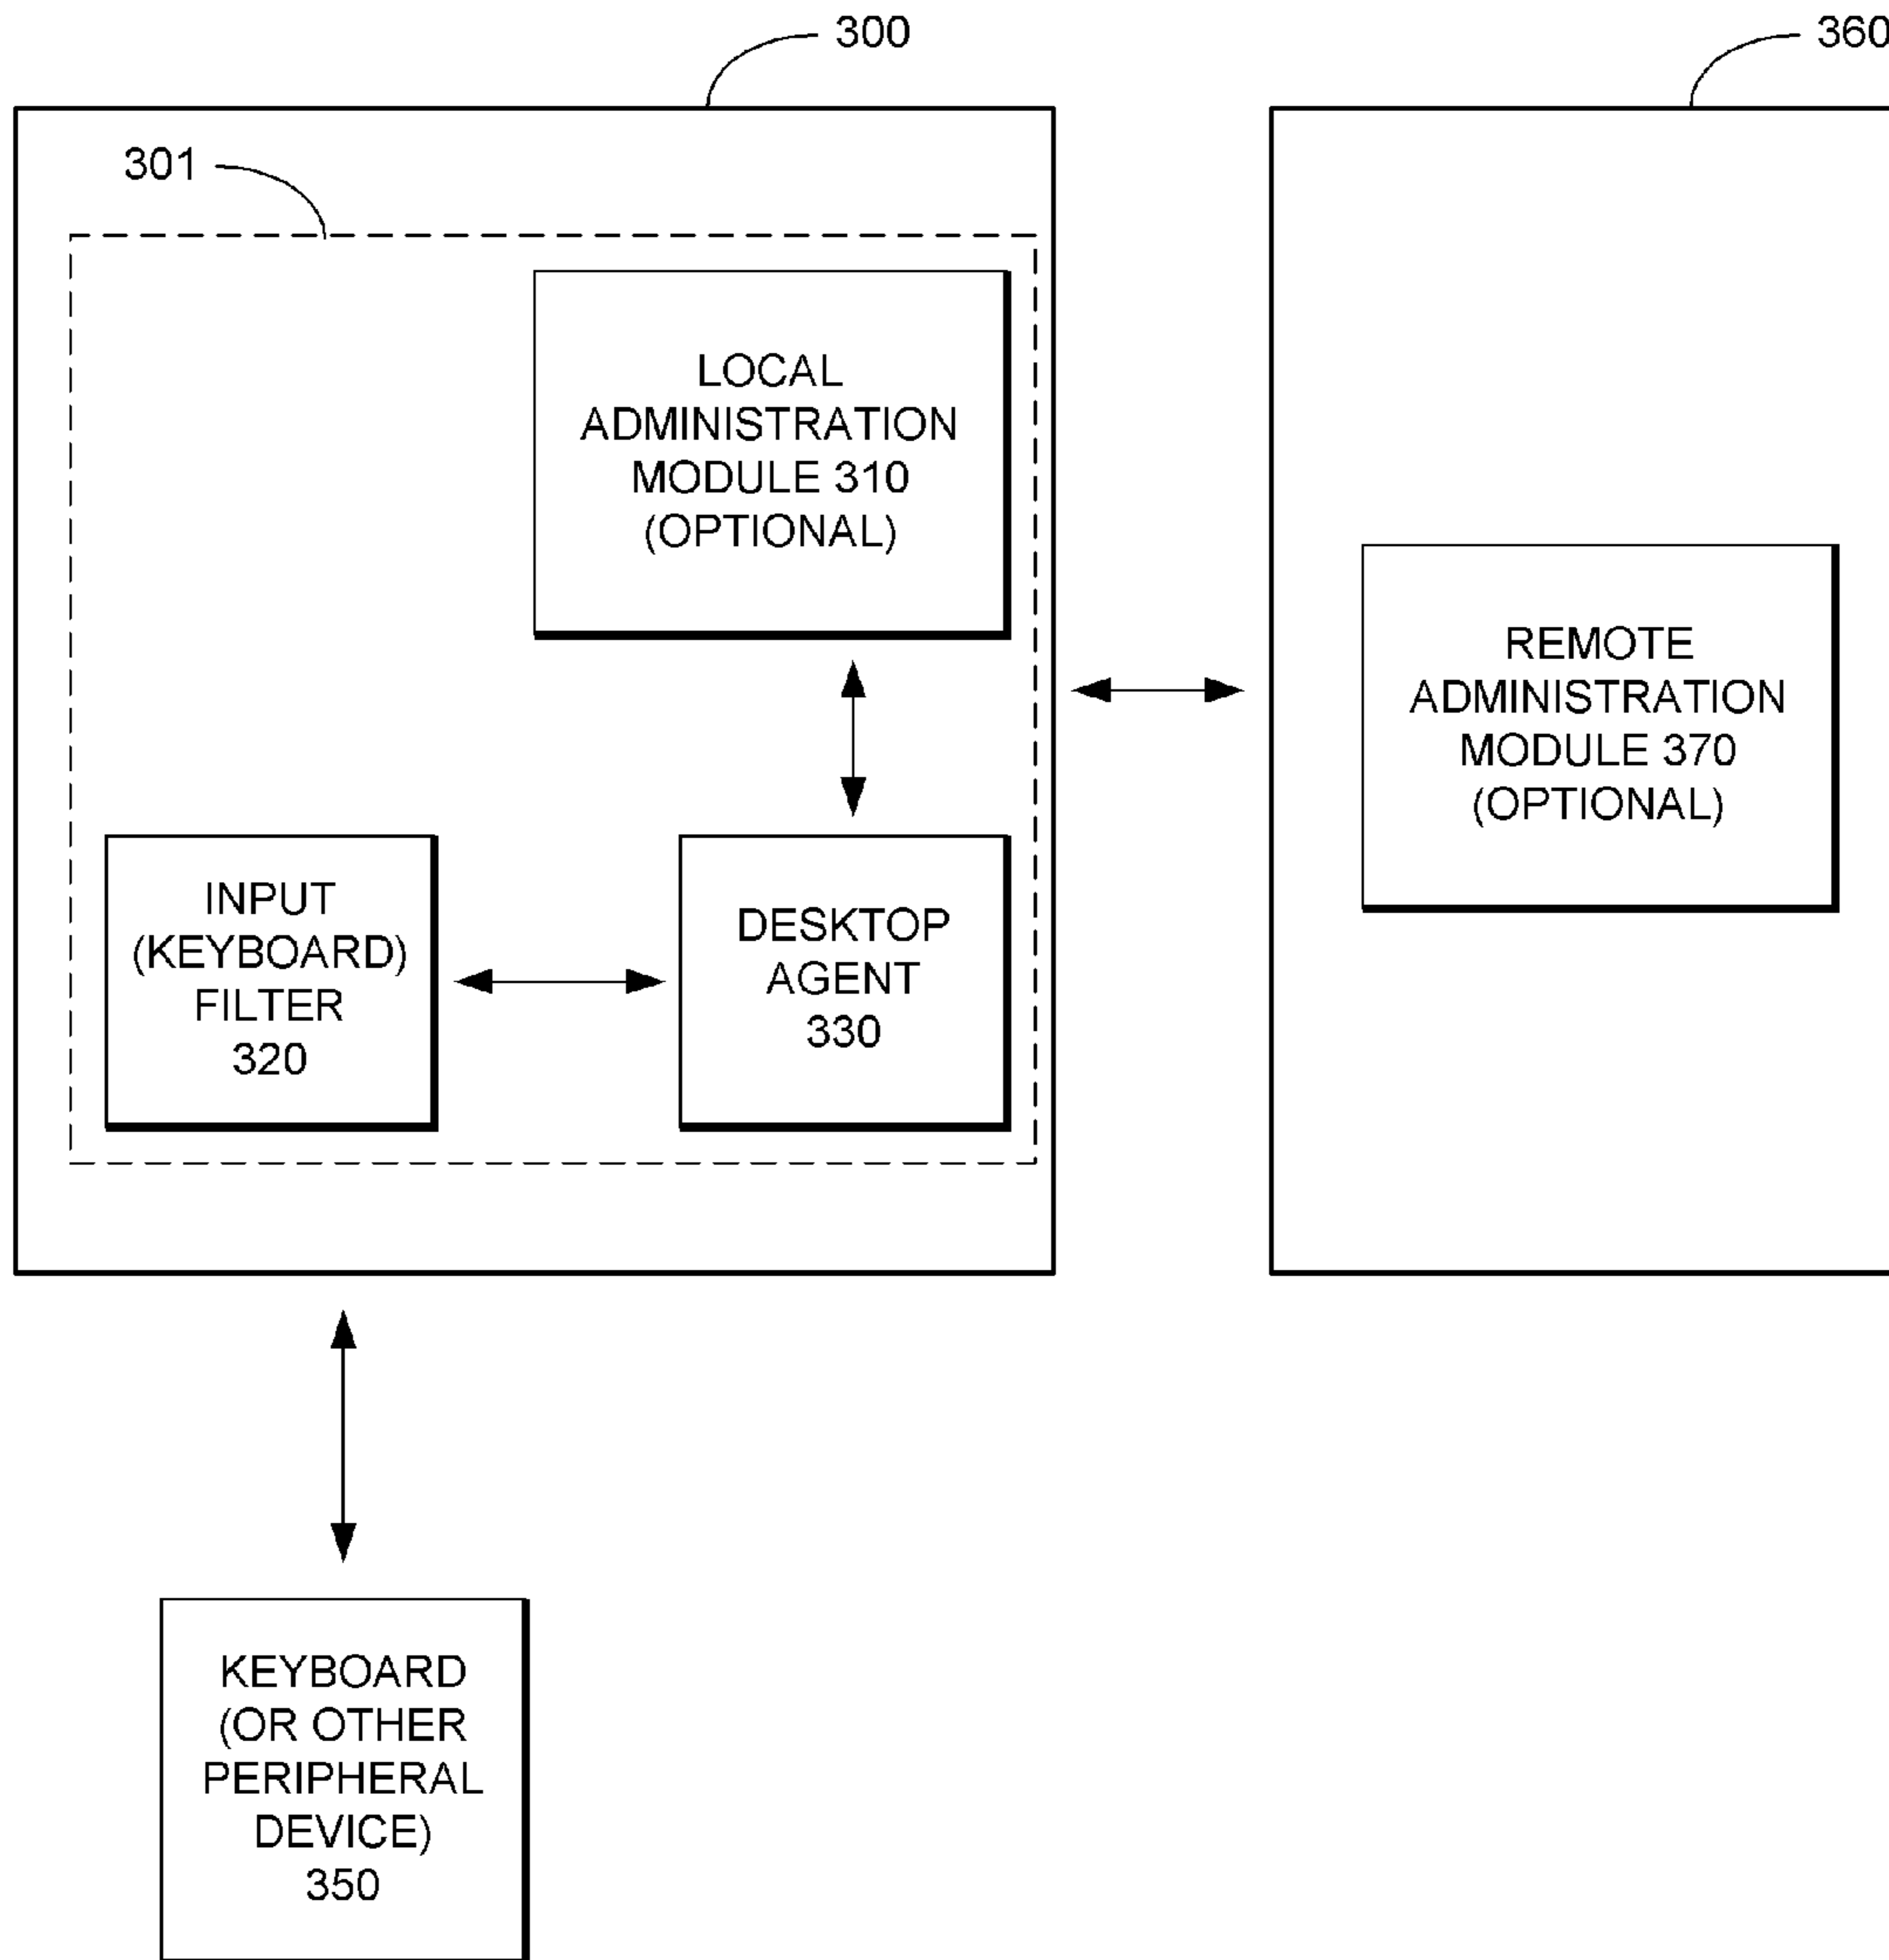 300
360
301
LOCAL
ADMINISTRATION
MODULE 310
(OPTIONAL)
REMOTE
ADMINISTRATION
MODULE 370
(OPTIONAL)
INPUT
(KEYBOARD)
FILTER
320
DESKTOP
AGENT
330
KEYBOARD
(OR OTHER
PERIPHERAL
DEVICE)
350